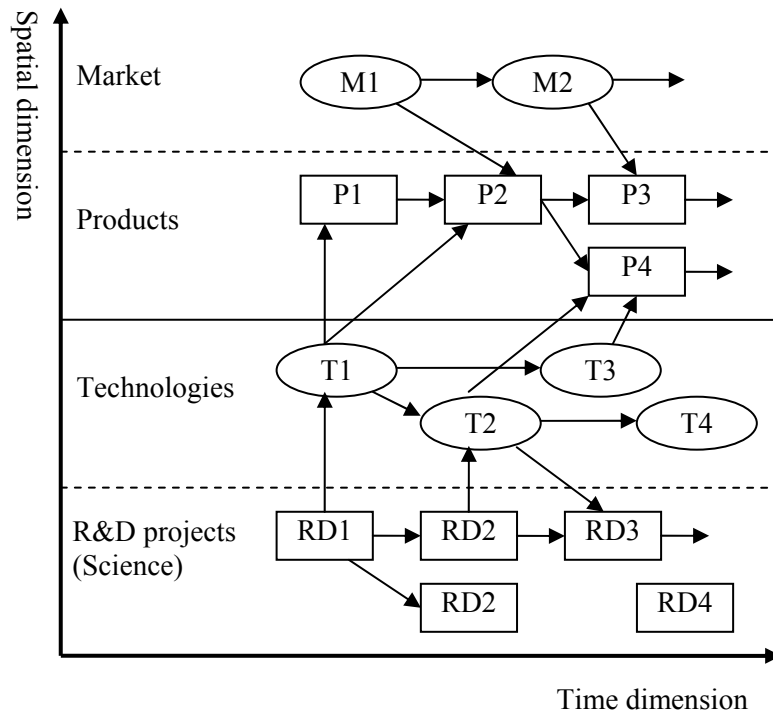 Spatial dimension
Market
M1
M2
Products
P1
P2
P3
P4
Technologies
T1
T3
T2
T4
R&D projects
(Science)
RD1
RD2
RD3
RD2
RD4
Time dimension